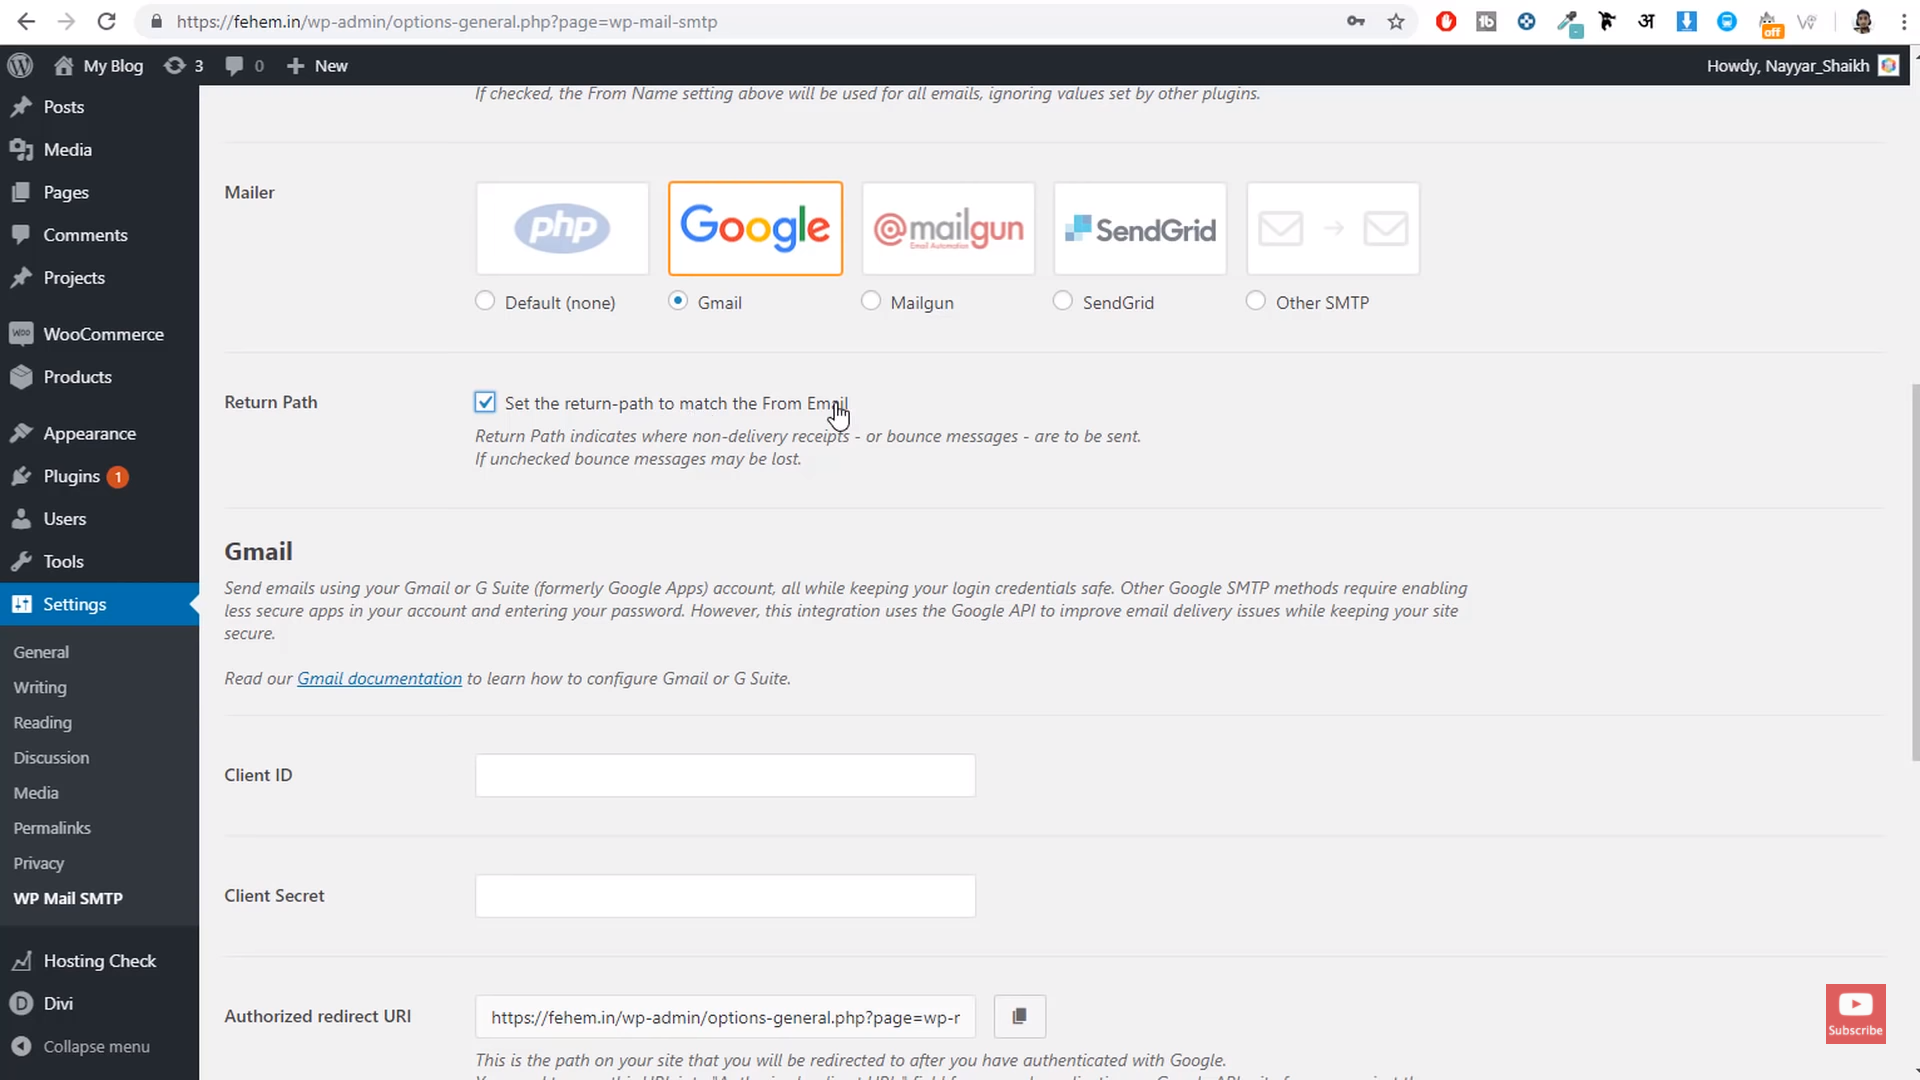 https://fehem.in/wp-admin/options-general.php?page=wp-mail-smtp
off
My Blog 3 0 New
Howdy, Nayyar_Shaikh
Posts
Media
Pages
Comments
Projects
WooCommerce
Products
Appearance
Plugins 1
Users
Tools
Settings
General
Writing
Reading
Discussion
Media
Permalinks
Privacy
WP Mail SMTP
Hosting Check
Divi
Collapse menu
If checked, the From Name setting above will be used for all emails, ignoring values set by other plugins.
Mailer
php
Google
@mailgun
Email Automation
SendGrid
Default (none)
Gmail
Mailgun
SendGrid
Other SMTP
Return Path
Set the return-path to match the From Email
Return Path indicates where non-delivery receipts - or bounce messages - are to be sent.
If unchecked bounce messages may be lost.
Gmail
Send emails using your Gmail or G Suite (formerly Google Apps) account, all while keeping your login credentials safe. Other Google SMTP methods require enabling
less secure apps in your account and entering your password. However, this integration uses the Google API to improve email delivery issues while keeping your site
secure.
Read our Gmail documentation to learn how to configure Gmail or G Suite.
Client ID
Client Secret
Authorized redirect URI
https://fehem.in/wp-admin/options-general.php?page=wp-r
This is the path on your site that you will be redirected to after you have authenticated with Google.
Subscribe